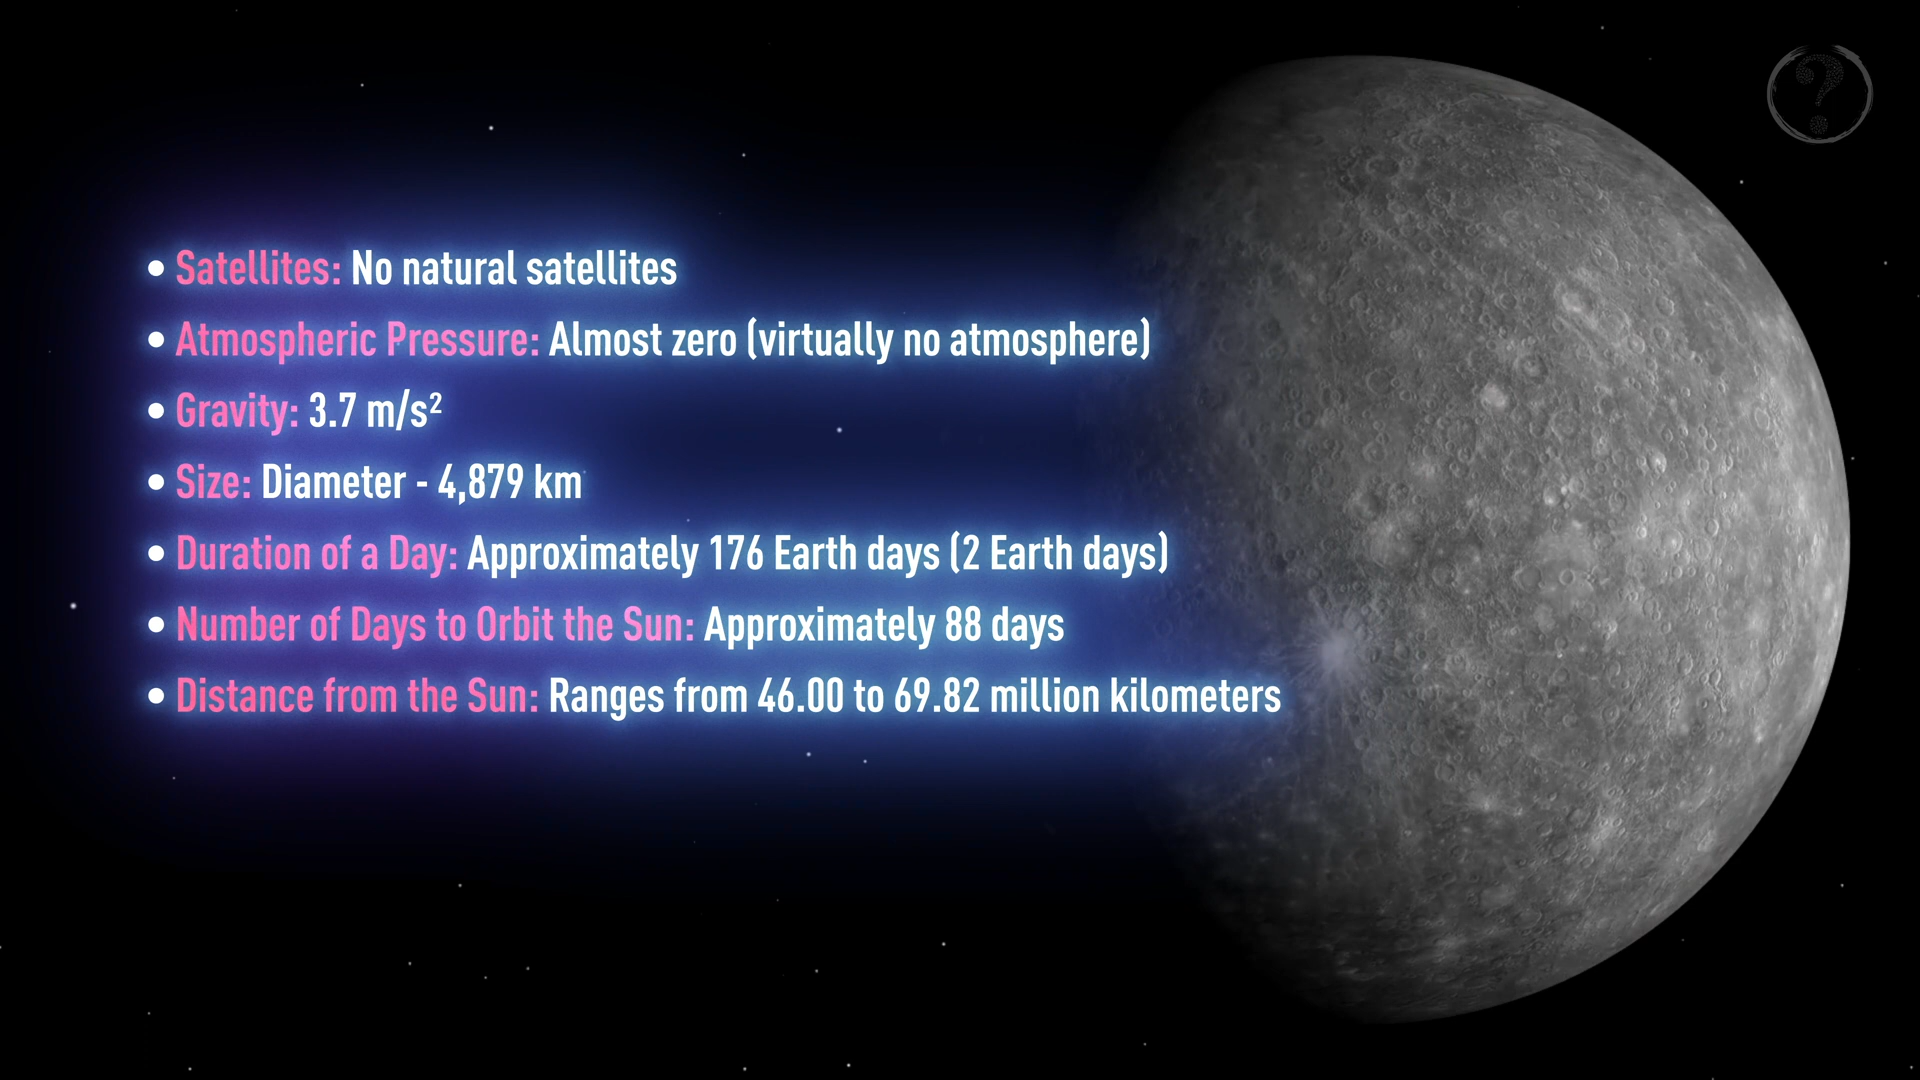 • Satellites: No natural satellites
• Atmospheric Pressure: Almost zero (virtually no atmosphere)
• Gravity: 3.7 m/s²
• Size: Diameter - 4,879 km
• Duration of a Day: Approximately 176 Earth days (2 Earth days)
• Number of Days to Orbit the Sun: Approximately 88 days
• Distance from the Sun: Ranges from 46.00 to 69.82 million kilometers
?